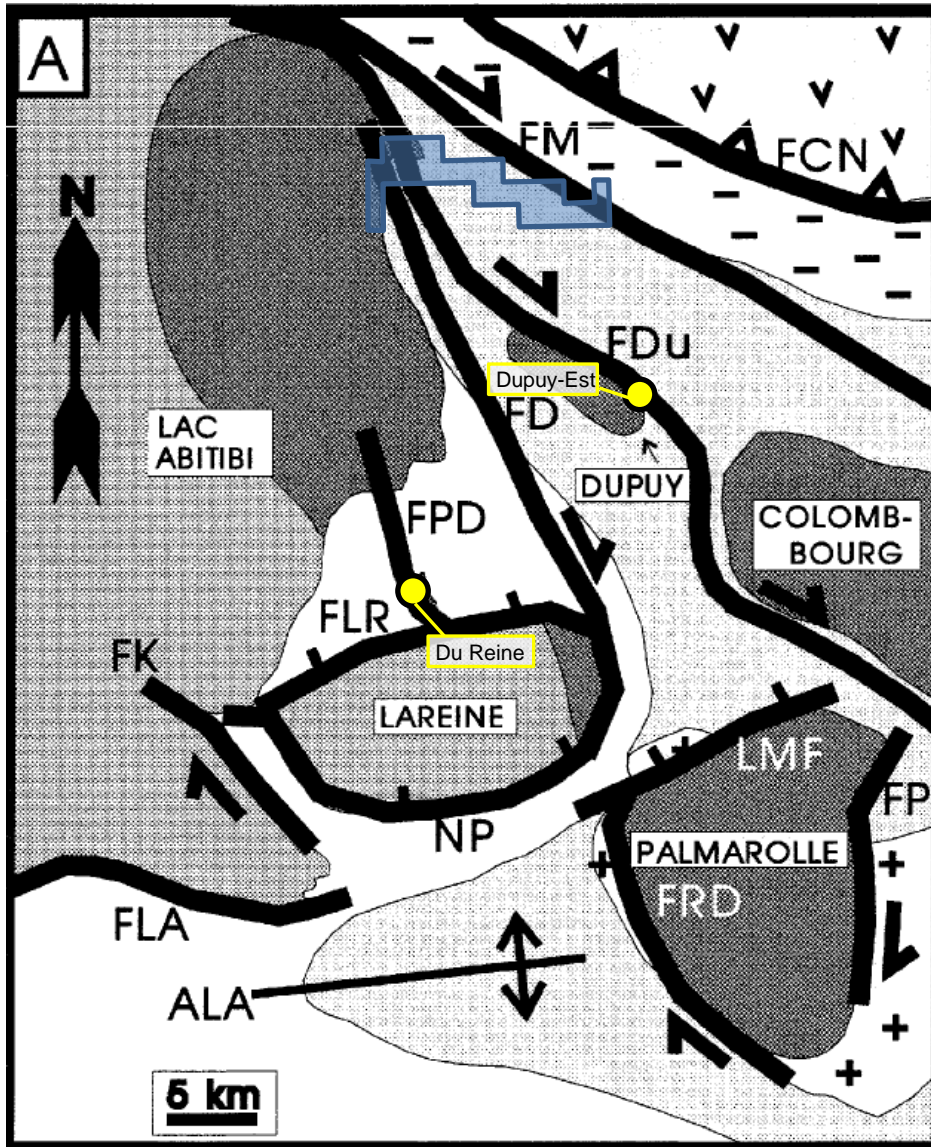 A
FM
FCN
N
FDu
Dupuy-Est
FD
LAC
ABITIBI
DUPUY
FPD
COLOMB-
BOURG
FLR
Du Reine
FK
LAREINE
LMF
FP
NP
PALMAROLLE
FRD
FLA
ALA
5 km